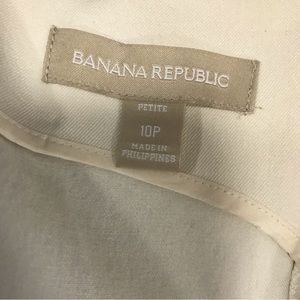 BANANA REPUBLIC
PETITE
10P
MADE IN
PHILIPPINES